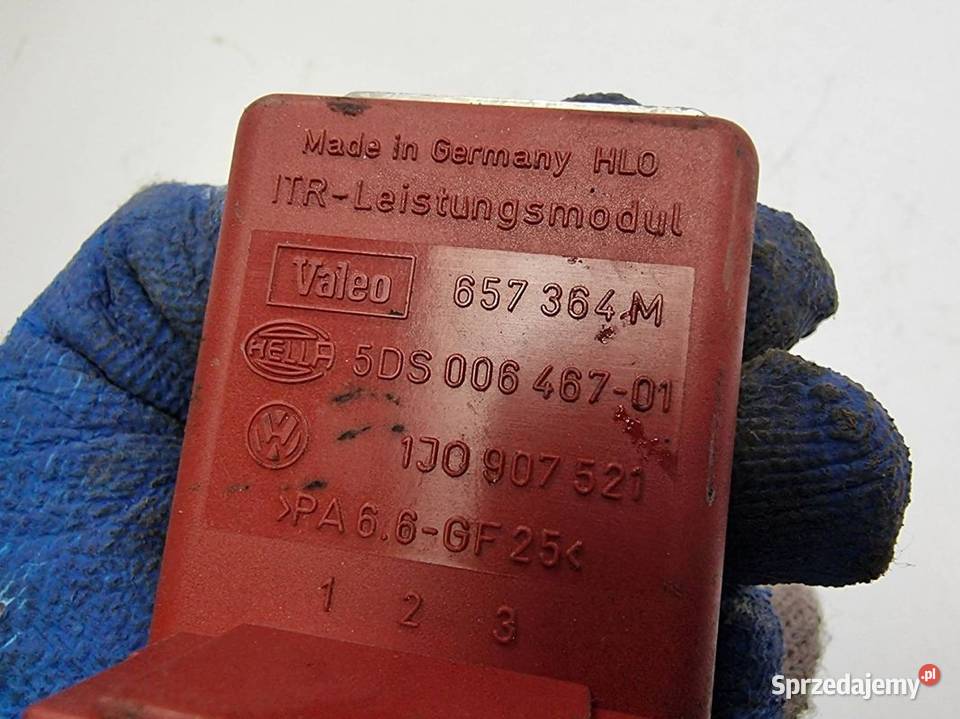 Made in Germany HLO
ITR-Leistungsmodul
Valeo 657 364 M
HELLA 5DS 006 467-01
VW 1J0 907 521
>PA 6.6-GF 25<
1 2 3
Sprzedajemy.pl